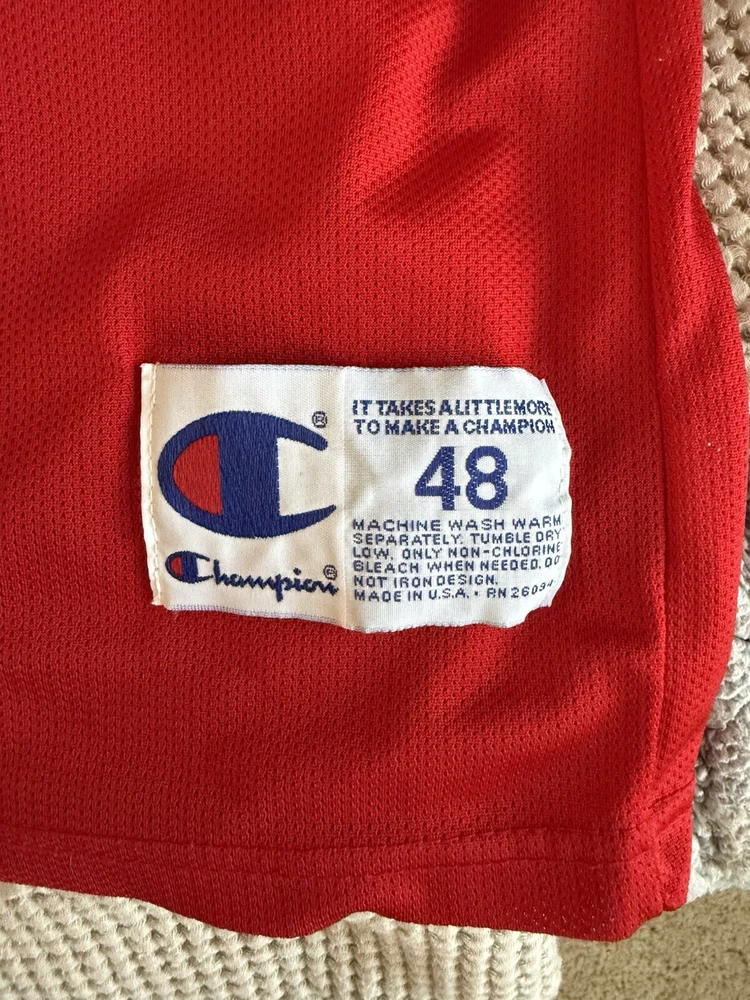 ®
Champion®
IT TAKES A LITTLE MORE
TO MAKE A CHAMPION
48
MACHINE WASH WARM
SEPARATELY. TUMBLE DRY
LOW. ONLY NON-CHLORINE
BLEACH WHEN NEEDED. DO
NOT IRON DESIGN.
MADE IN U.S.A. • RN 26094